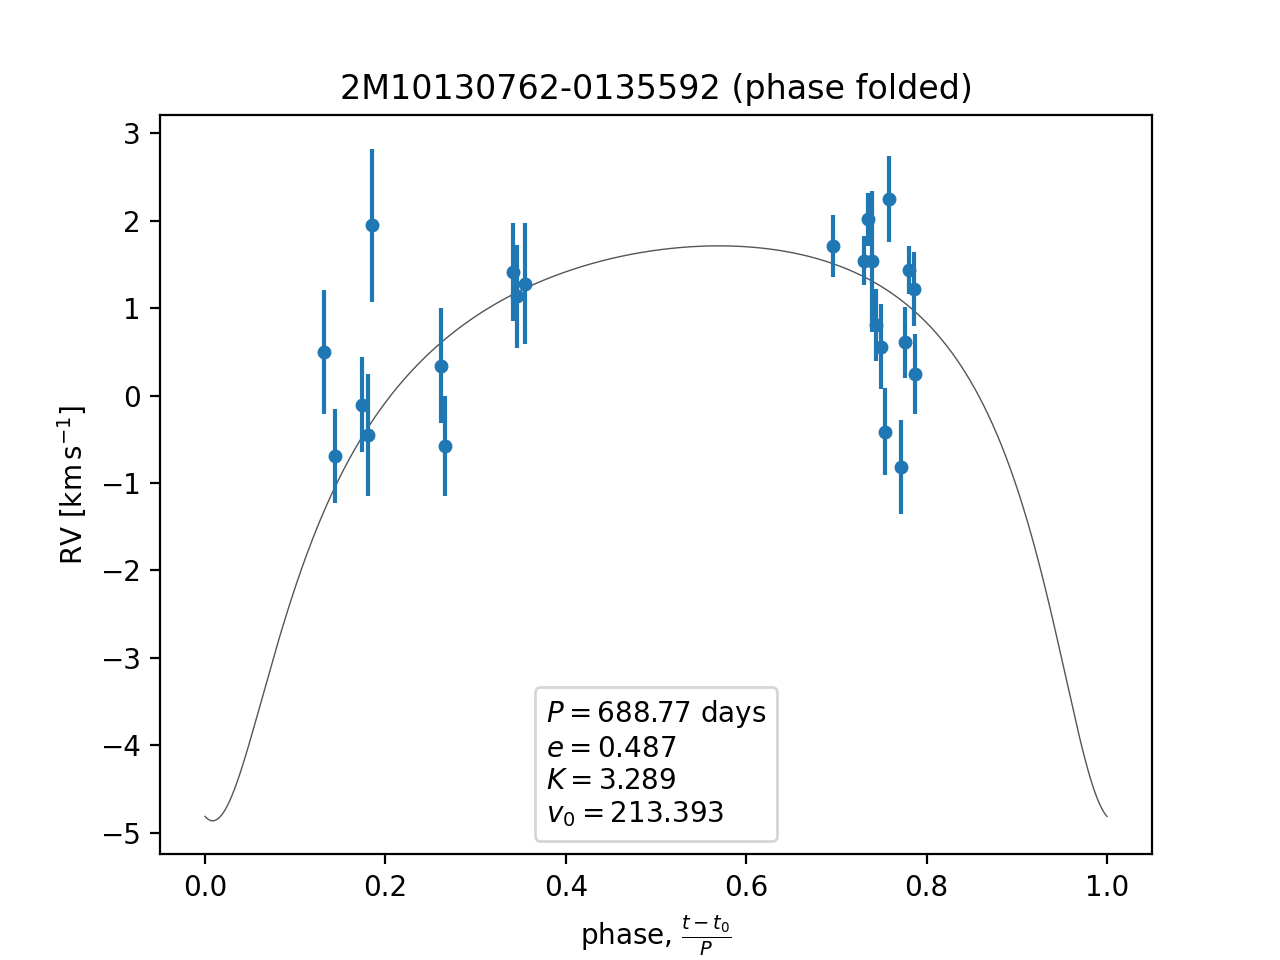 2M10130762-0135592 (phase folded)
3
2
1
0
−1
−2
−3
−4
−5
RV [km s⁻¹]
P = 688.77 days
e = 0.487
K = 3.289
v₀ = 213.393
0.0 0.2 0.4 0.6 0.8 1.0
phase, (t − t₀)/P